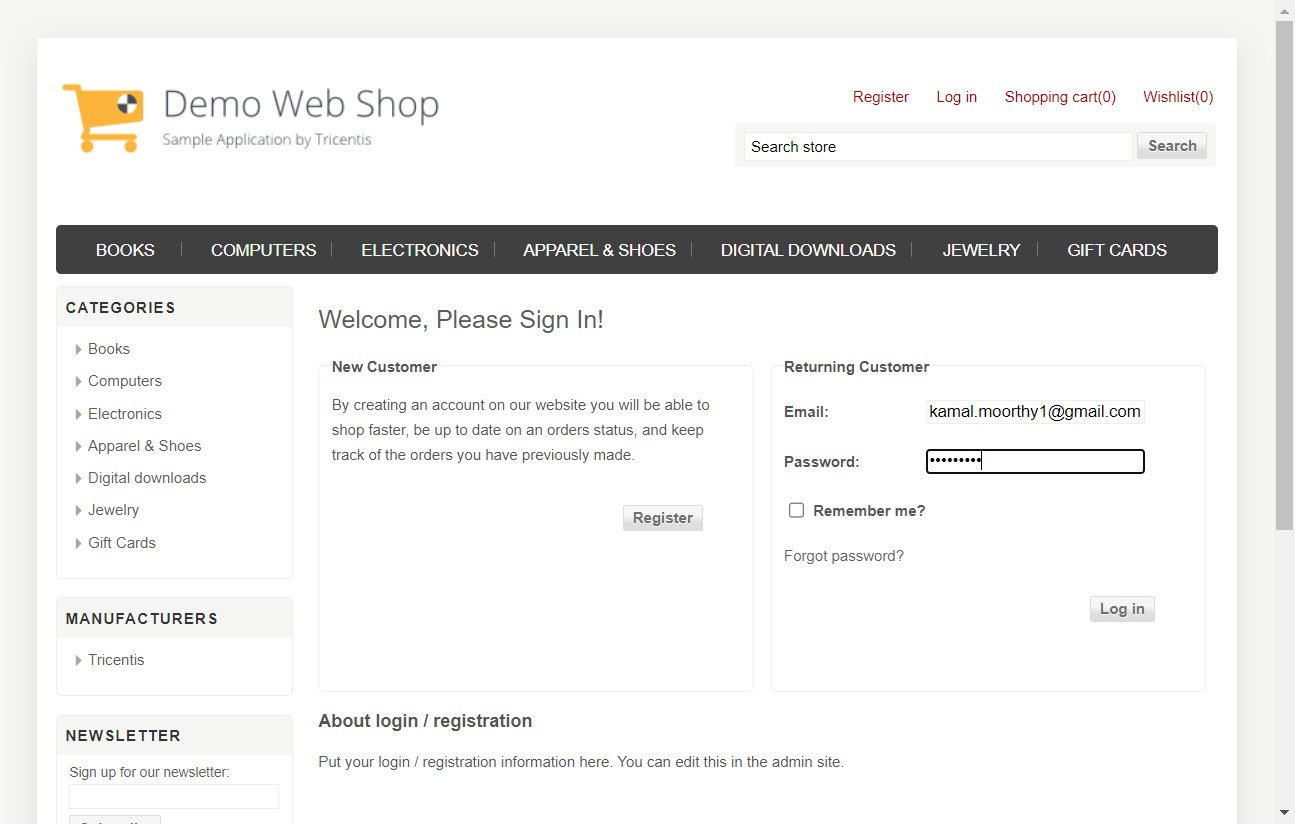 Demo Web Shop
Sample Application by Tricentis
Register Log in Shopping cart(0) Wishlist(0)
Search store Search
BOOKS COMPUTERS ELECTRONICS APPAREL & SHOES DIGITAL DOWNLOADS JEWELRY GIFT CARDS
CATEGORIES
Books
Computers
Electronics
Apparel & Shoes
Digital downloads
Jewelry
Gift Cards
MANUFACTURERS
Tricentis
NEWSLETTER
Sign up for our newsletter:
Welcome, Please Sign In!
New Customer
By creating an account on our website you will be able to
shop faster, be up to date on an orders status, and keep
track of the orders you have previously made.
Register
Returning Customer
Email: kamal.moorthy1@gmail.com
Password: •••••••••
Remember me?
Forgot password?
Log in
About login / registration
Put your login / registration information here. You can edit this in the admin site.